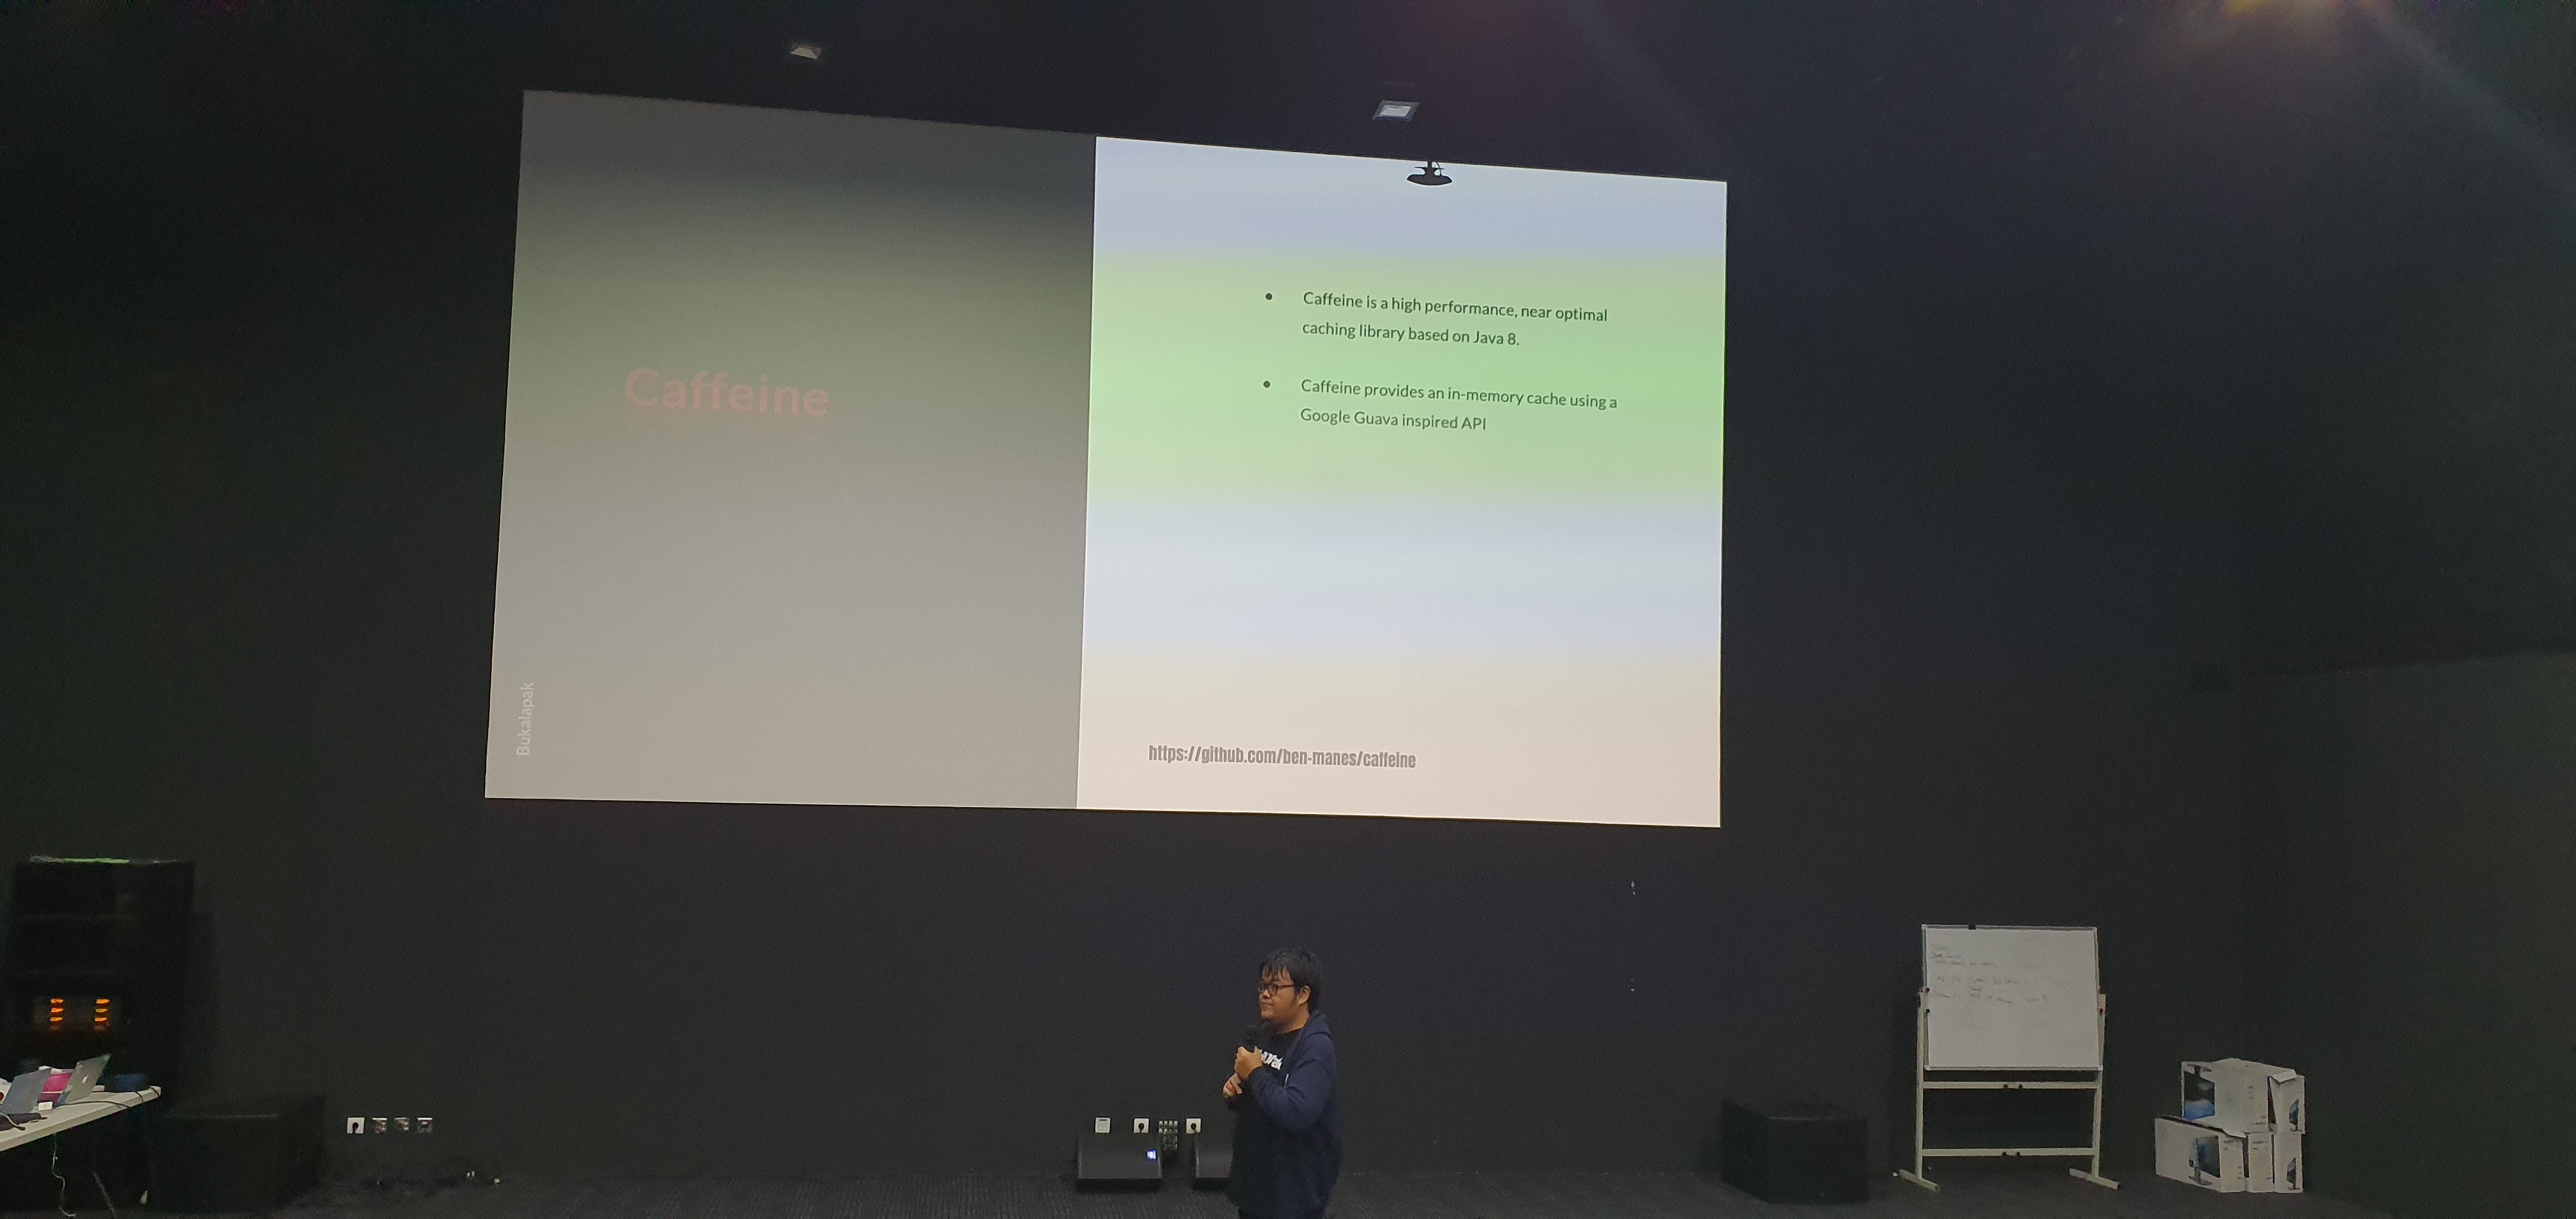 Caffeine
Bukalapak
• Caffeine is a high performance, near optimal
caching library based on Java 8.
• Caffeine provides an in-memory cache using a
Google Guava inspired API
https://github.com/ben-manes/caffeine